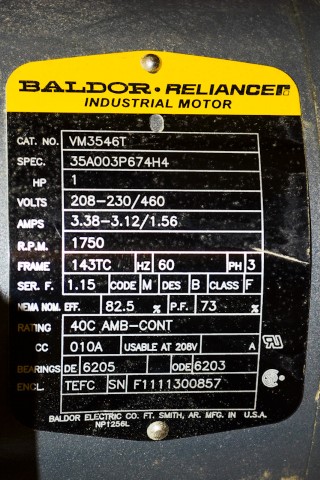 BALDOR · RELIANCER
INDUSTRIAL MOTOR
CAT. NO. VM3546T
SPEC. 35A003P674H4
HP 1
VOLTS 208-230/460
AMPS 3.38-3.12/1.56
R.P.M. 1750
FRAME 143TC HZ 60 PH 3
SER. F. 1.15 CODE M DES B CLASS F
NEMA NOM. EFF. 82.5 % P.F. 73 %
RATING 40C AMB-CONT
CC 010A USABLE AT 208V A
BEARINGS DE 6205 ODE 6203
ENCL. TEFC SN F1111300857
BALDOR ELECTRIC CO. FT. SMITH, AR. MFG. IN U.S.A.
NP1256L